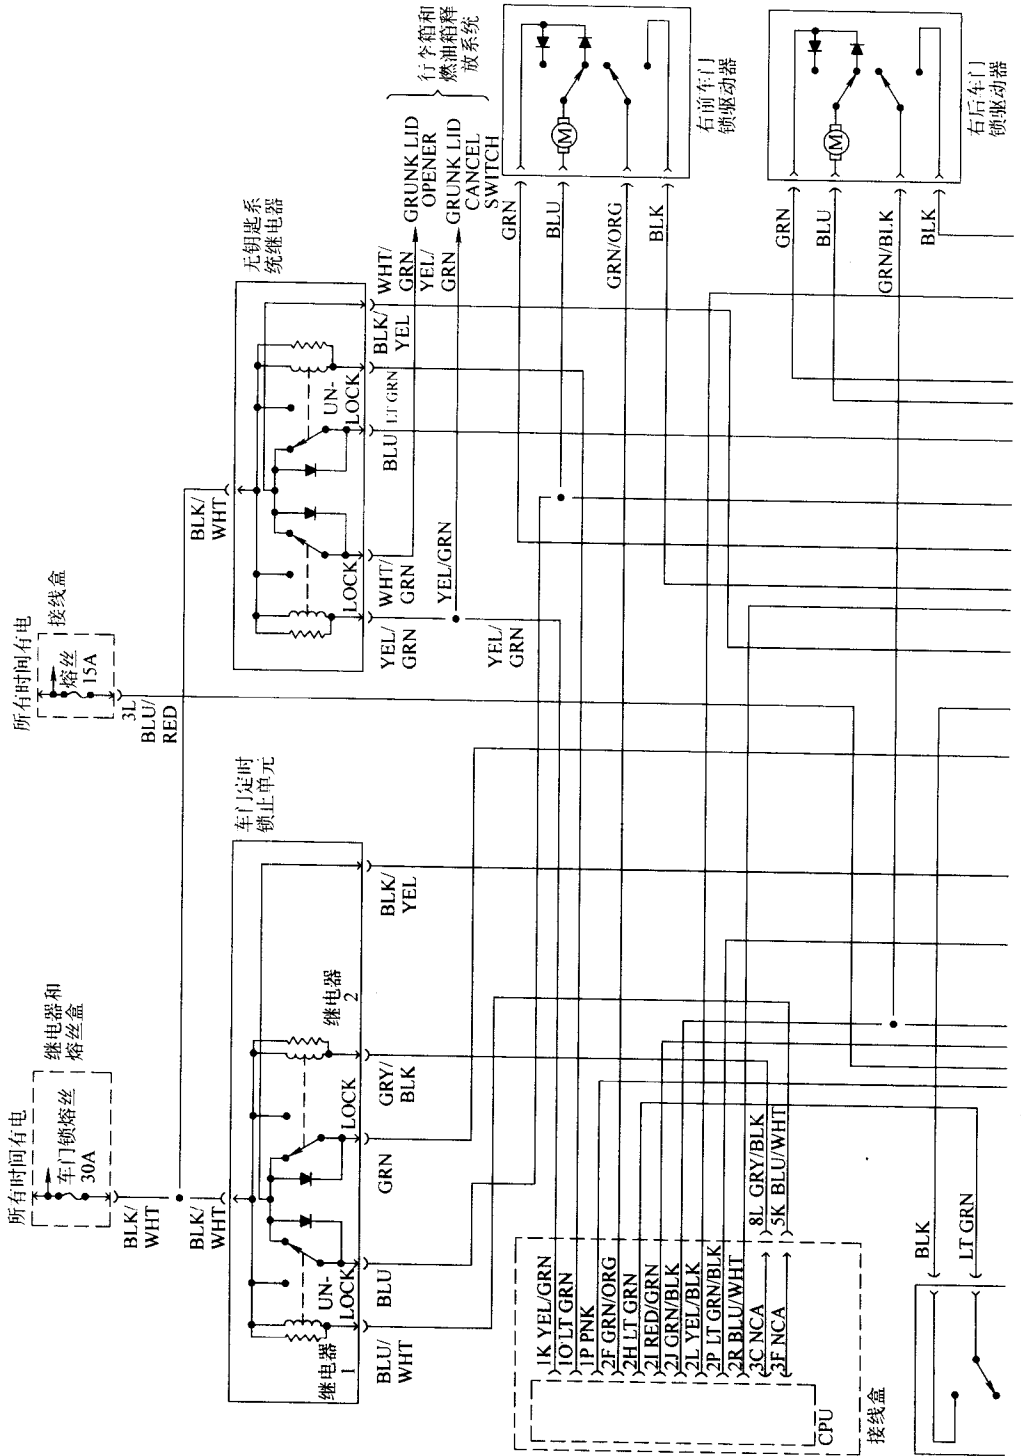 所有时间有电
继电器和
熔丝盒
车门锁熔丝
30A
BLK/
WHT
BLK/
WHT
所有时间有电
接线盒
熔丝
15A
3L
BLU/
RED
BLK/
WHT
车门定时
锁止单元
继电器
1
UN-
LOCK
LOCK
继电器
2
BLU/
WHT
BLU
GRN
GRY/
BLK
BLK/
YEL
无钥匙系
统继电器
LOCK
UN-
LOCK
YEL/
GRN
WHT/
GRN
BLU
LT GRN
BLK/
YEL
YEL/GRN
YEL/
GRN
WHT/
GRN
YEL/
GRN
GRUNK LID
OPENER
GRUNK LID
CANCEL
SWITCH
行李箱和
燃油箱释
放系统
GRN
BLU
GRN/ORG
BLK
M
右前车门
锁驱动器
GRN
BLU
GRN/BLK
BLK
M
右后车门
锁驱动器
1K YEL/GRN
1O LT GRN
1P PNK
2F GRN/ORG
2H LT GRN
2I RED/GRN
2J GRN/BLK
2L YEL/BLK
2P LT GRN/BLK
2R BLU/WHT
3C NCA
3F NCA
8L GRY/BLK
5K BLU/WHT
CPU
接线盒
BLK
LT GRN